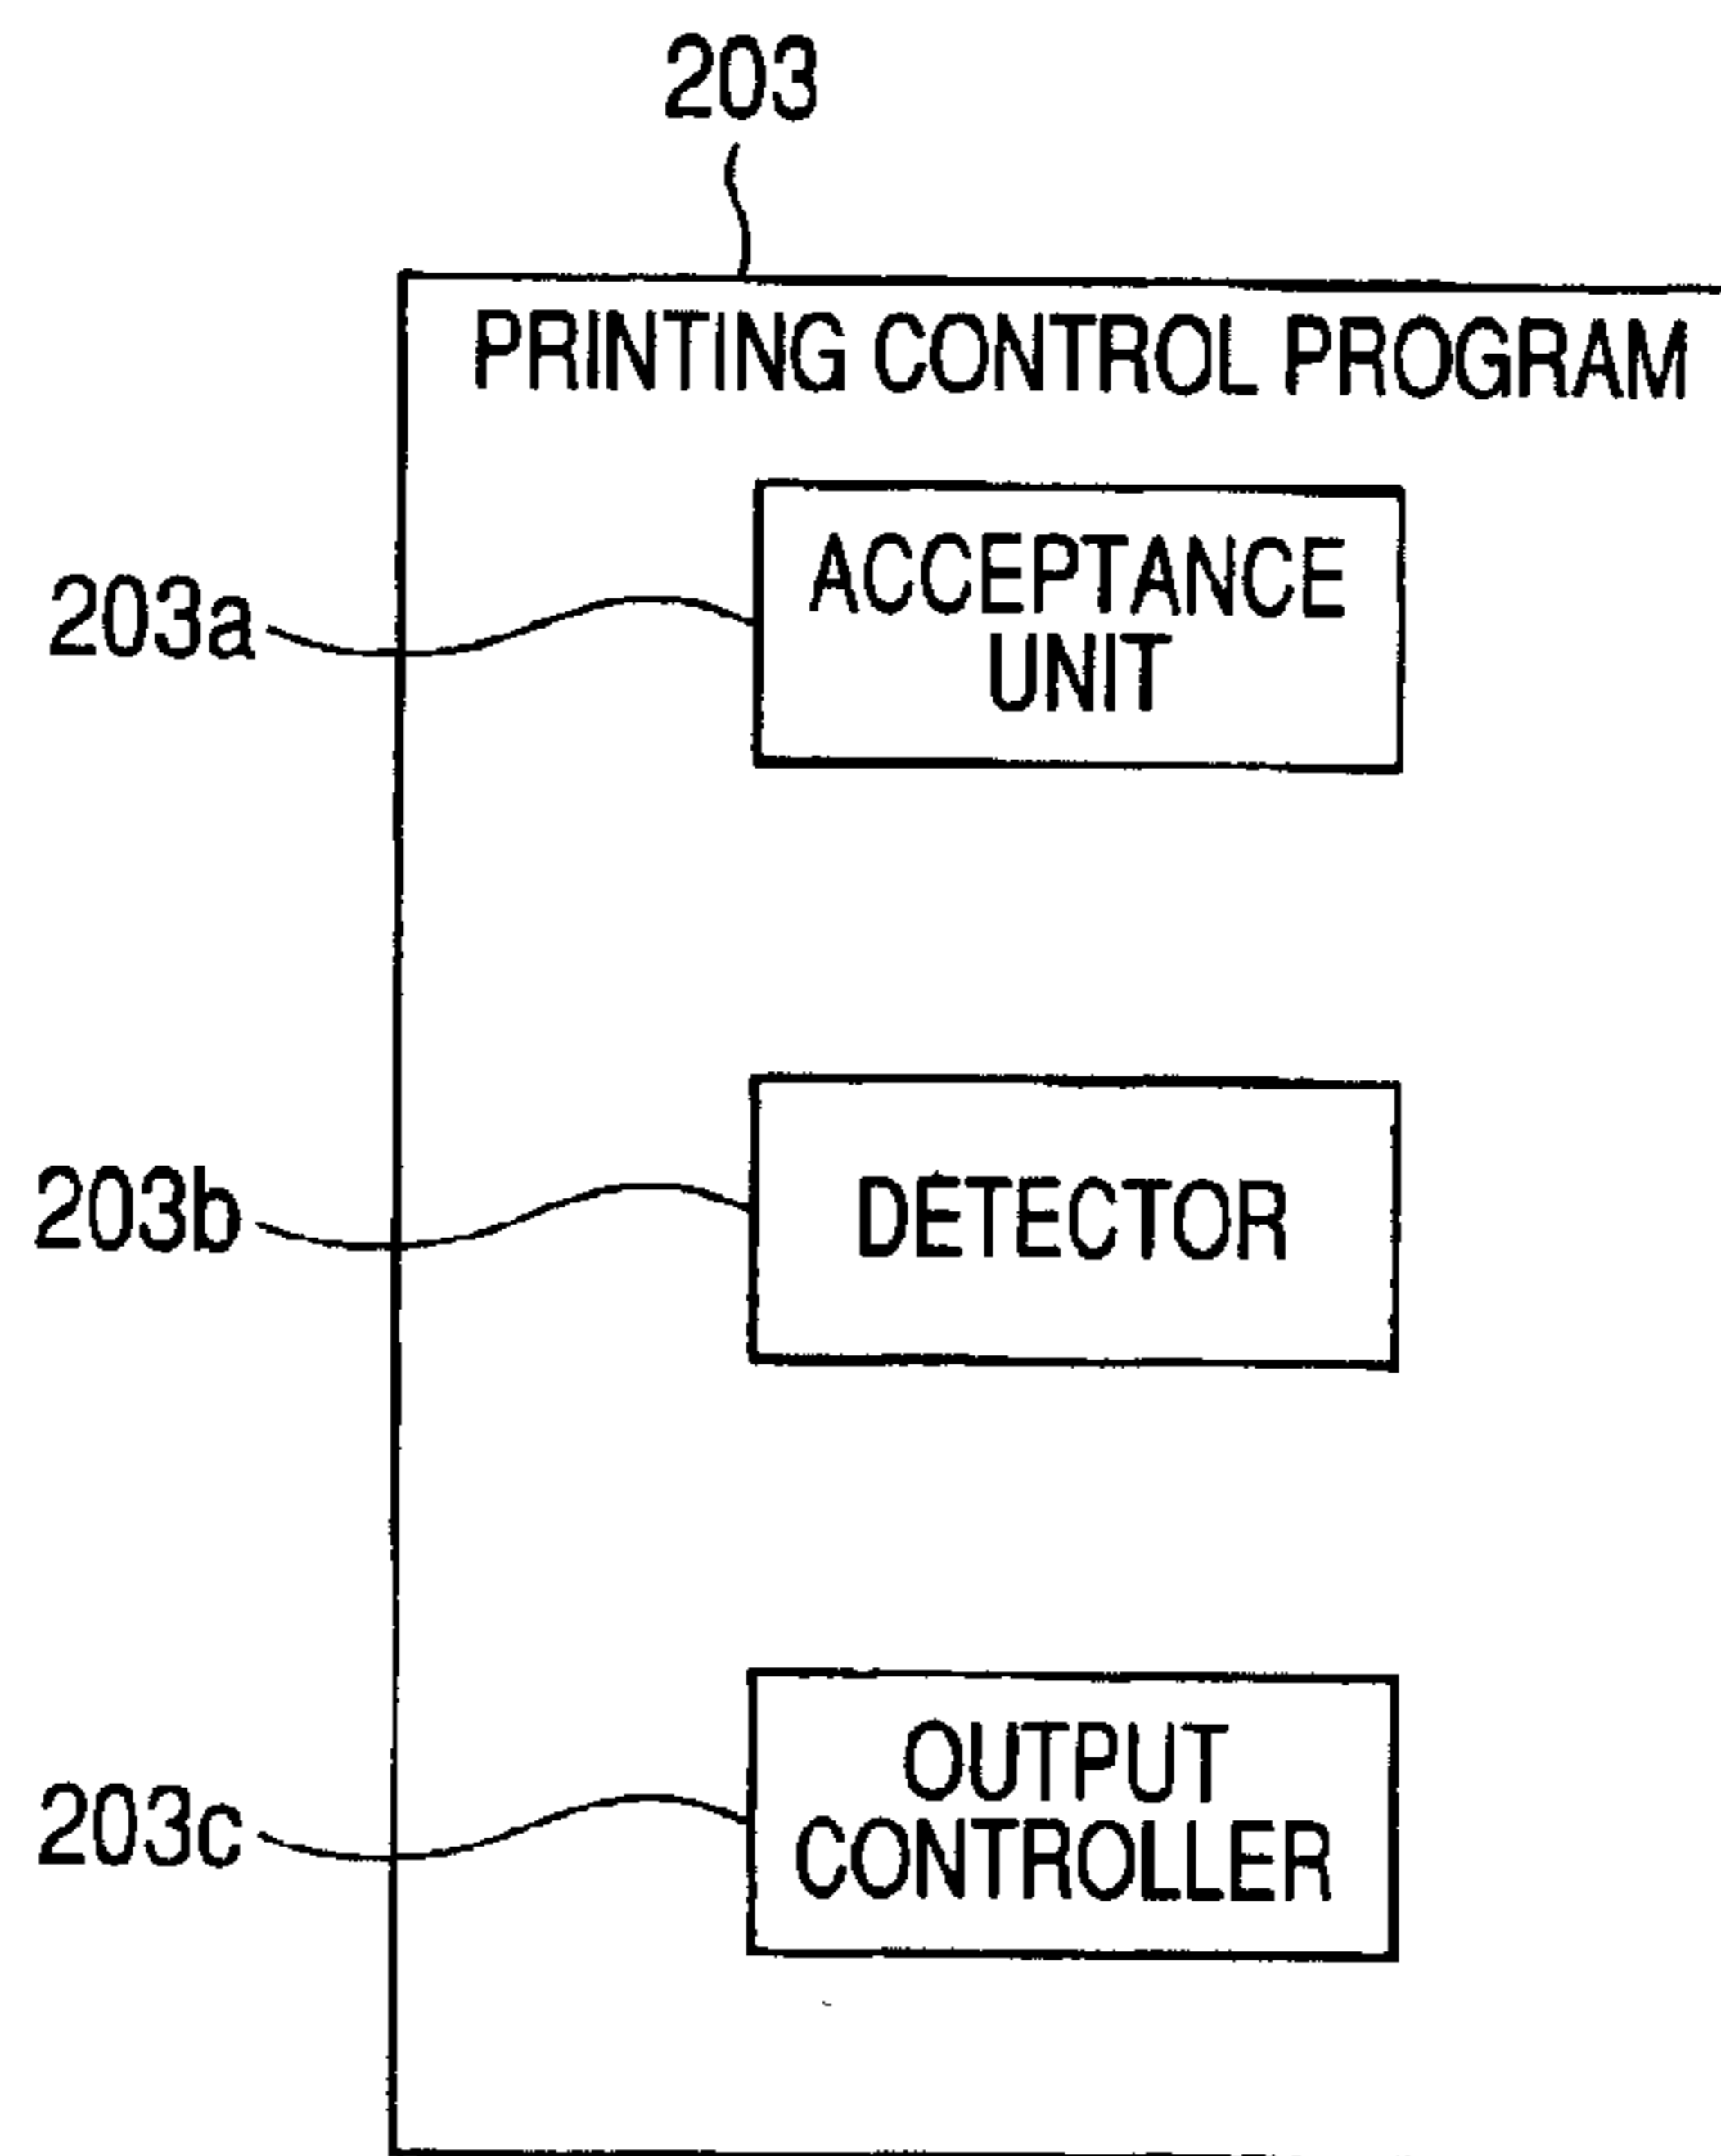 203
PRINTING CONTROL PROGRAM
203a
ACCEPTANCE
UNIT
203b
DETECTOR
203c
OUTPUT
CONTROLLER